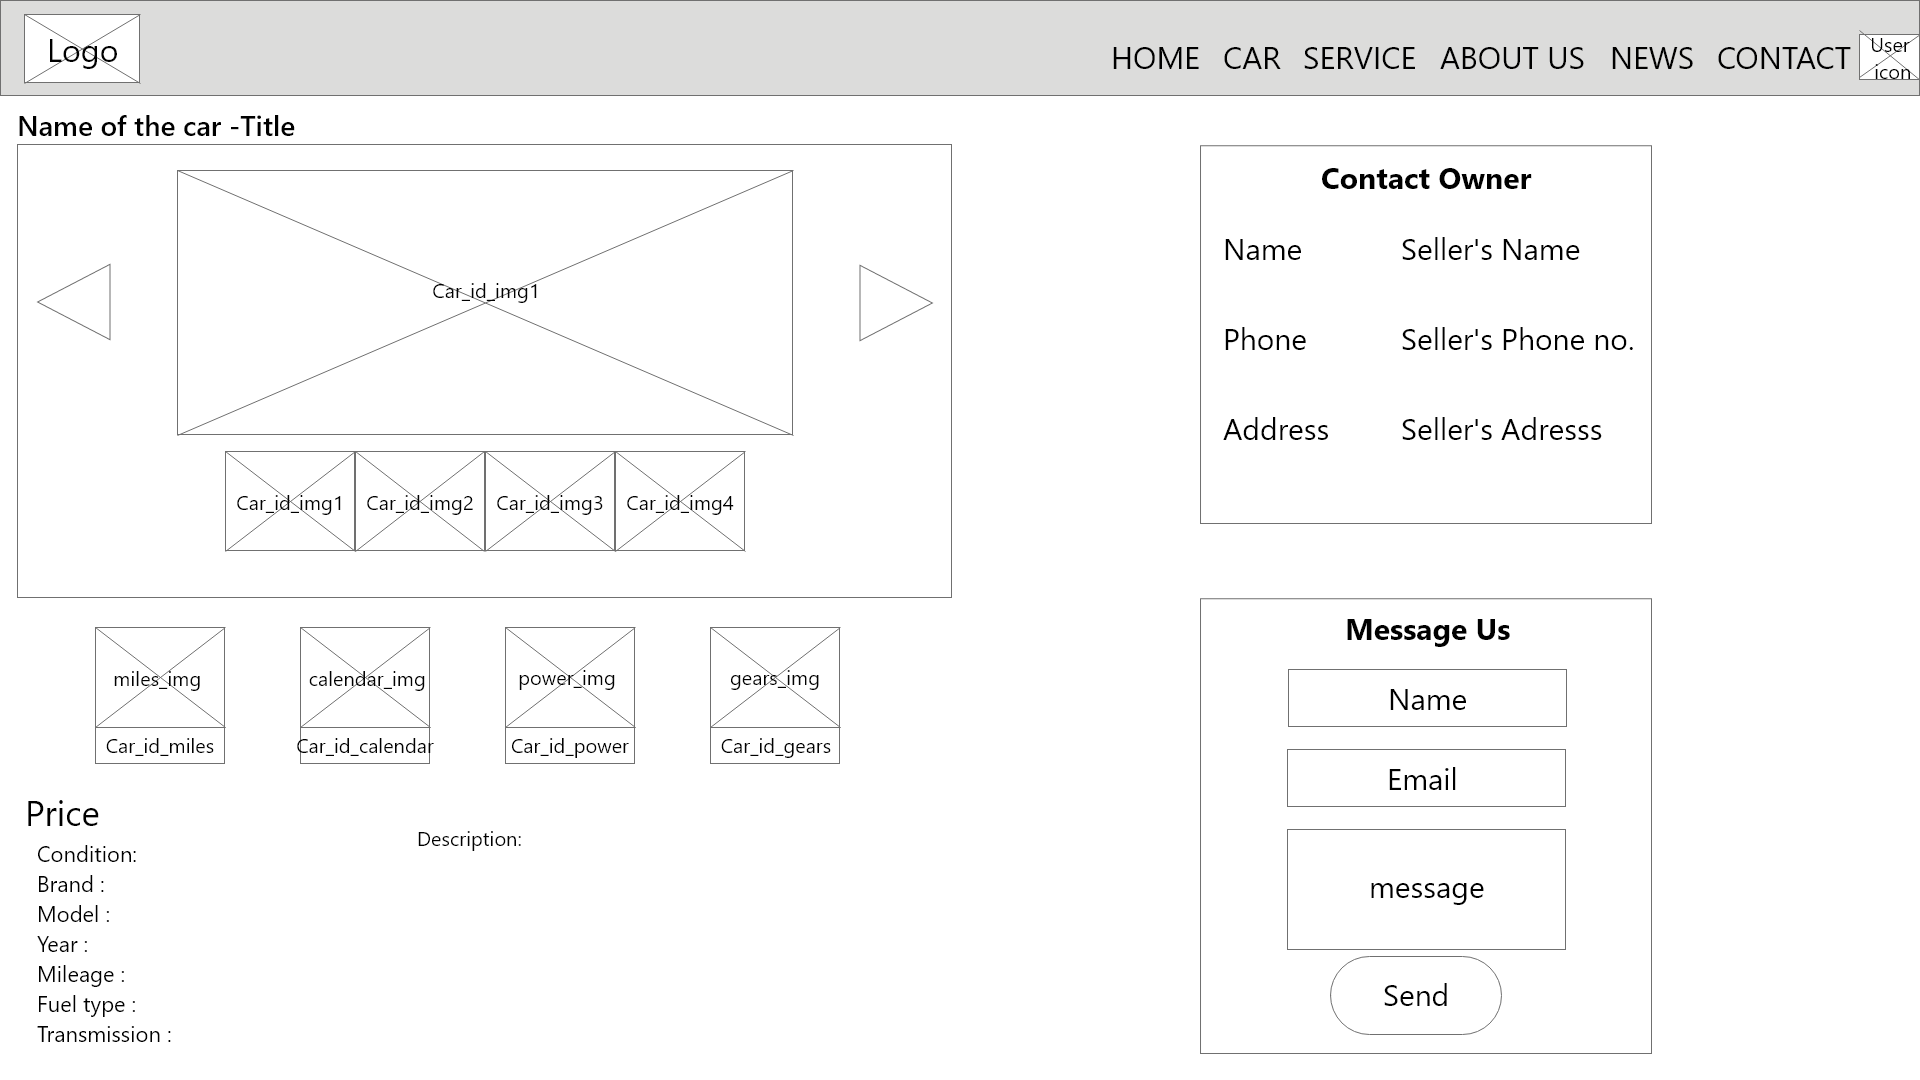 Logo
HOME CAR SERVICE ABOUT US NEWS CONTACT
User
icon
Name of the car -Title
Car_id_img1
Car_id_img1 Car_id_img2 Car_id_img3 Car_id_img4
miles_img calendar_img power_img gears_img
Car_id_miles Car_id_calendar Car_id_power Car_id_gears
Price
Condition:
Brand :
Model :
Year :
Mileage :
Fuel type :
Transmission :
Description:
Contact Owner
Name Seller's Name
Phone Seller's Phone no.
Address Seller's Adresss
Message Us
Name
Email
message
Send